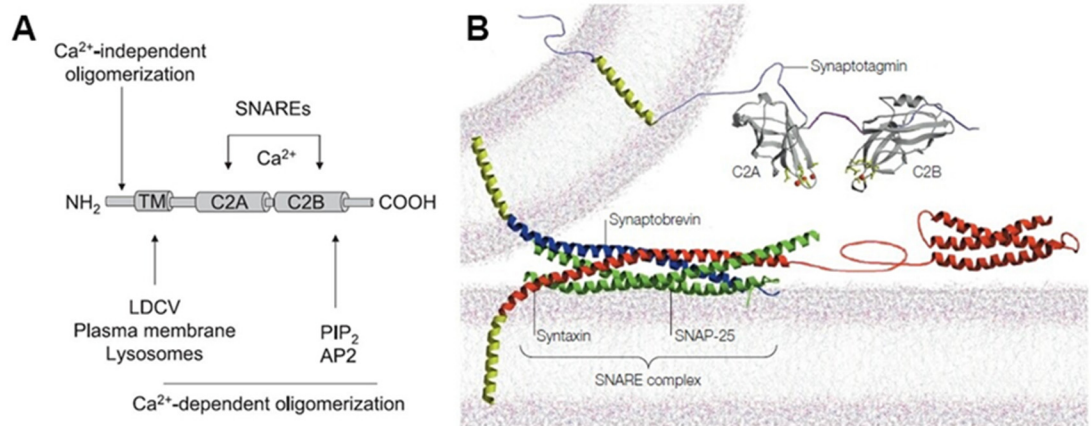 A
Ca²⁺-independent
oligomerization
SNAREs
Ca²⁺
NH₂
TM
C2A
C2B
COOH
LDCV
Plasma membrane
Lysosomes
PIP₂
AP2
Ca²⁺-dependent oligomerization
B
Synaptotagmin
C2A
C2B
Synaptobrevin
Syntaxin
SNAP-25
SNARE complex